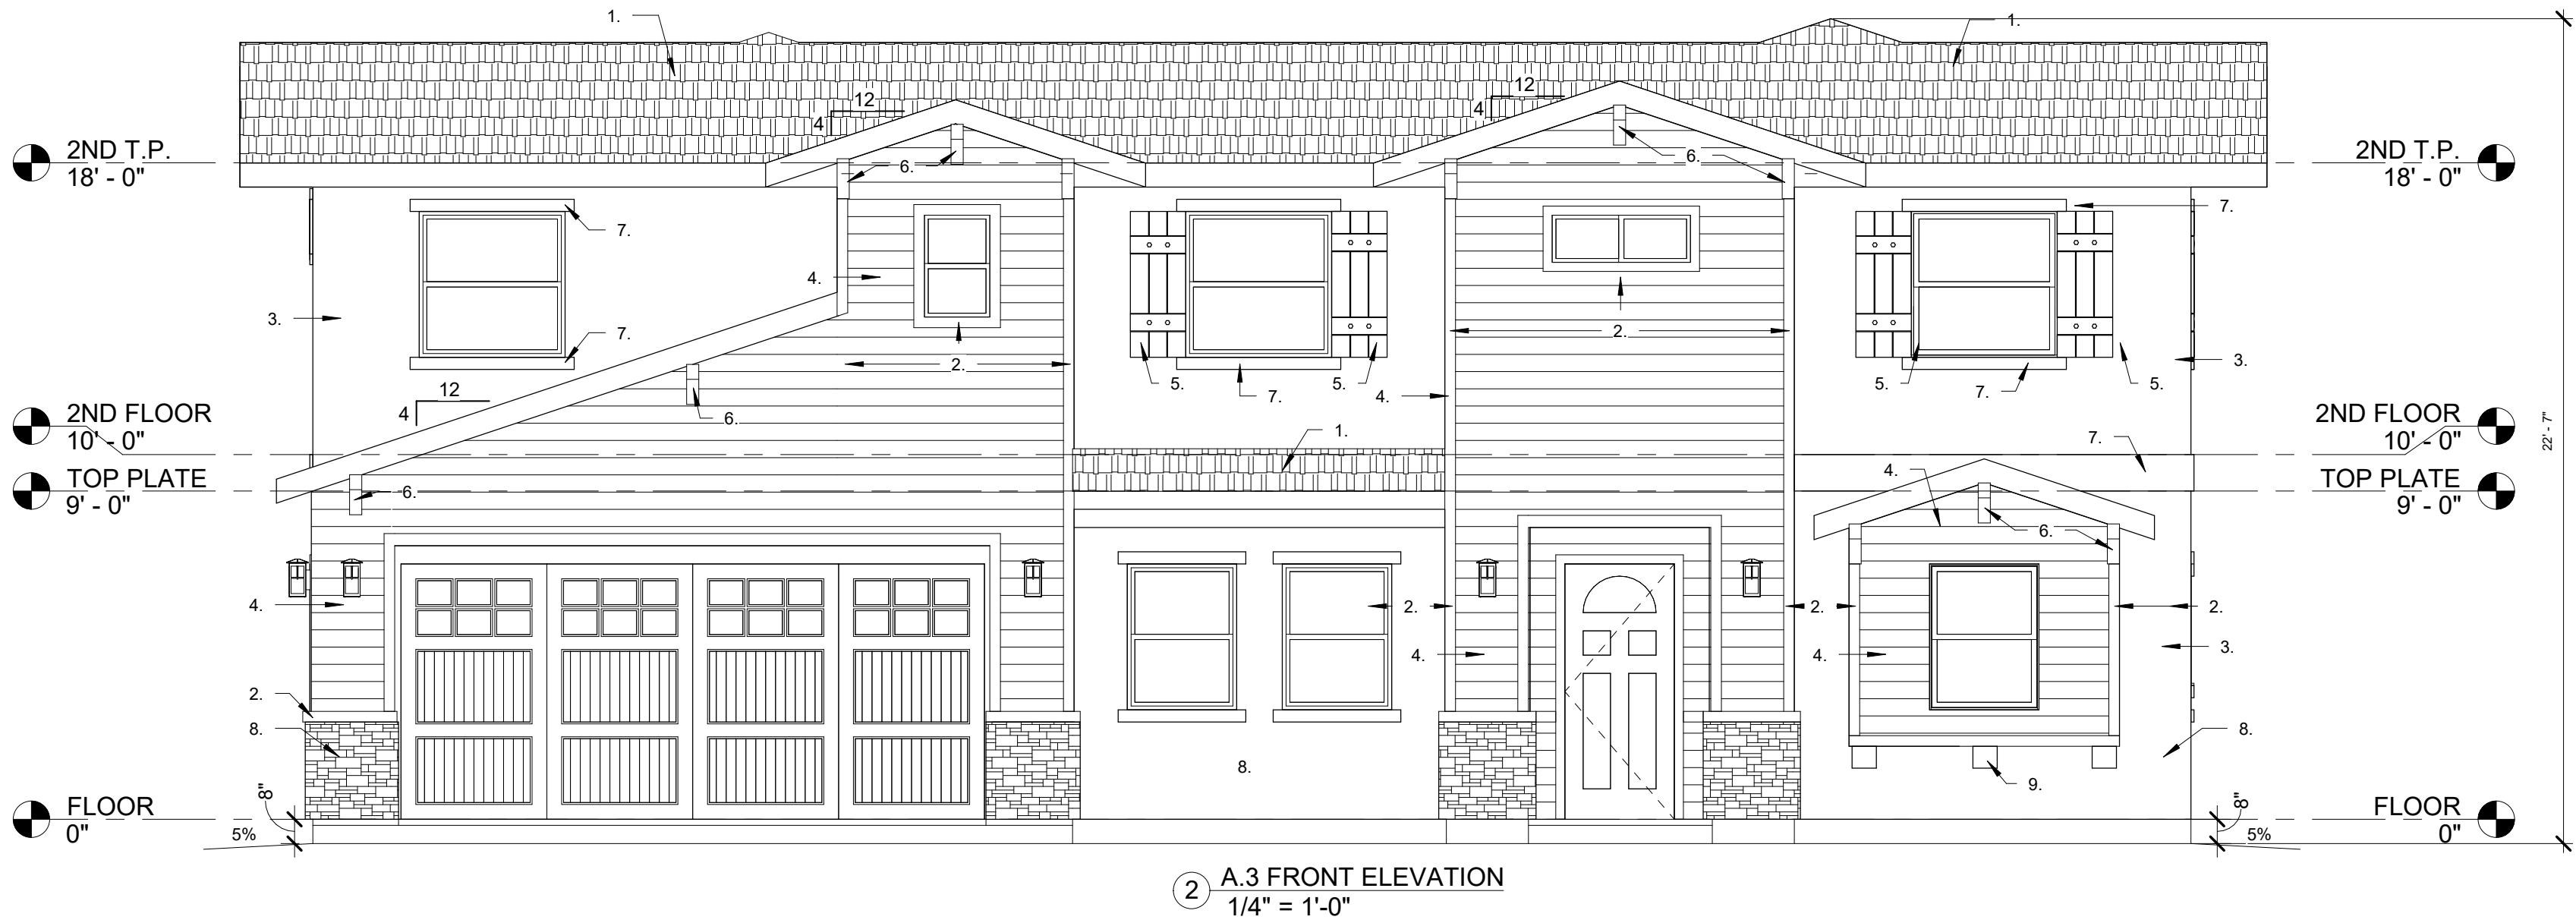 1.
1.
12
4
12
4
2ND T.P.
18' - 0"
6.
6.
2ND T.P.
18' - 0"
7.
7.
4.
3.
7.
2.
2.
3.
5.
7.
5.
4.
5.
7.
5.
12
4
6.
2ND FLOOR
10' - 0"
1.
7.
2ND FLOOR
10' - 0"
22' - 7"
4.
TOP PLATE
9' - 0"
6.
6.
TOP PLATE
9' - 0"
4.
2.
2.
2.
4.
4.
3.
2.
8.
8.
8.
9.
8"
FLOOR
0"
5%
8"
FLOOR
0"
5%
2
A.3 FRONT ELEVATION
1/4" = 1'-0"